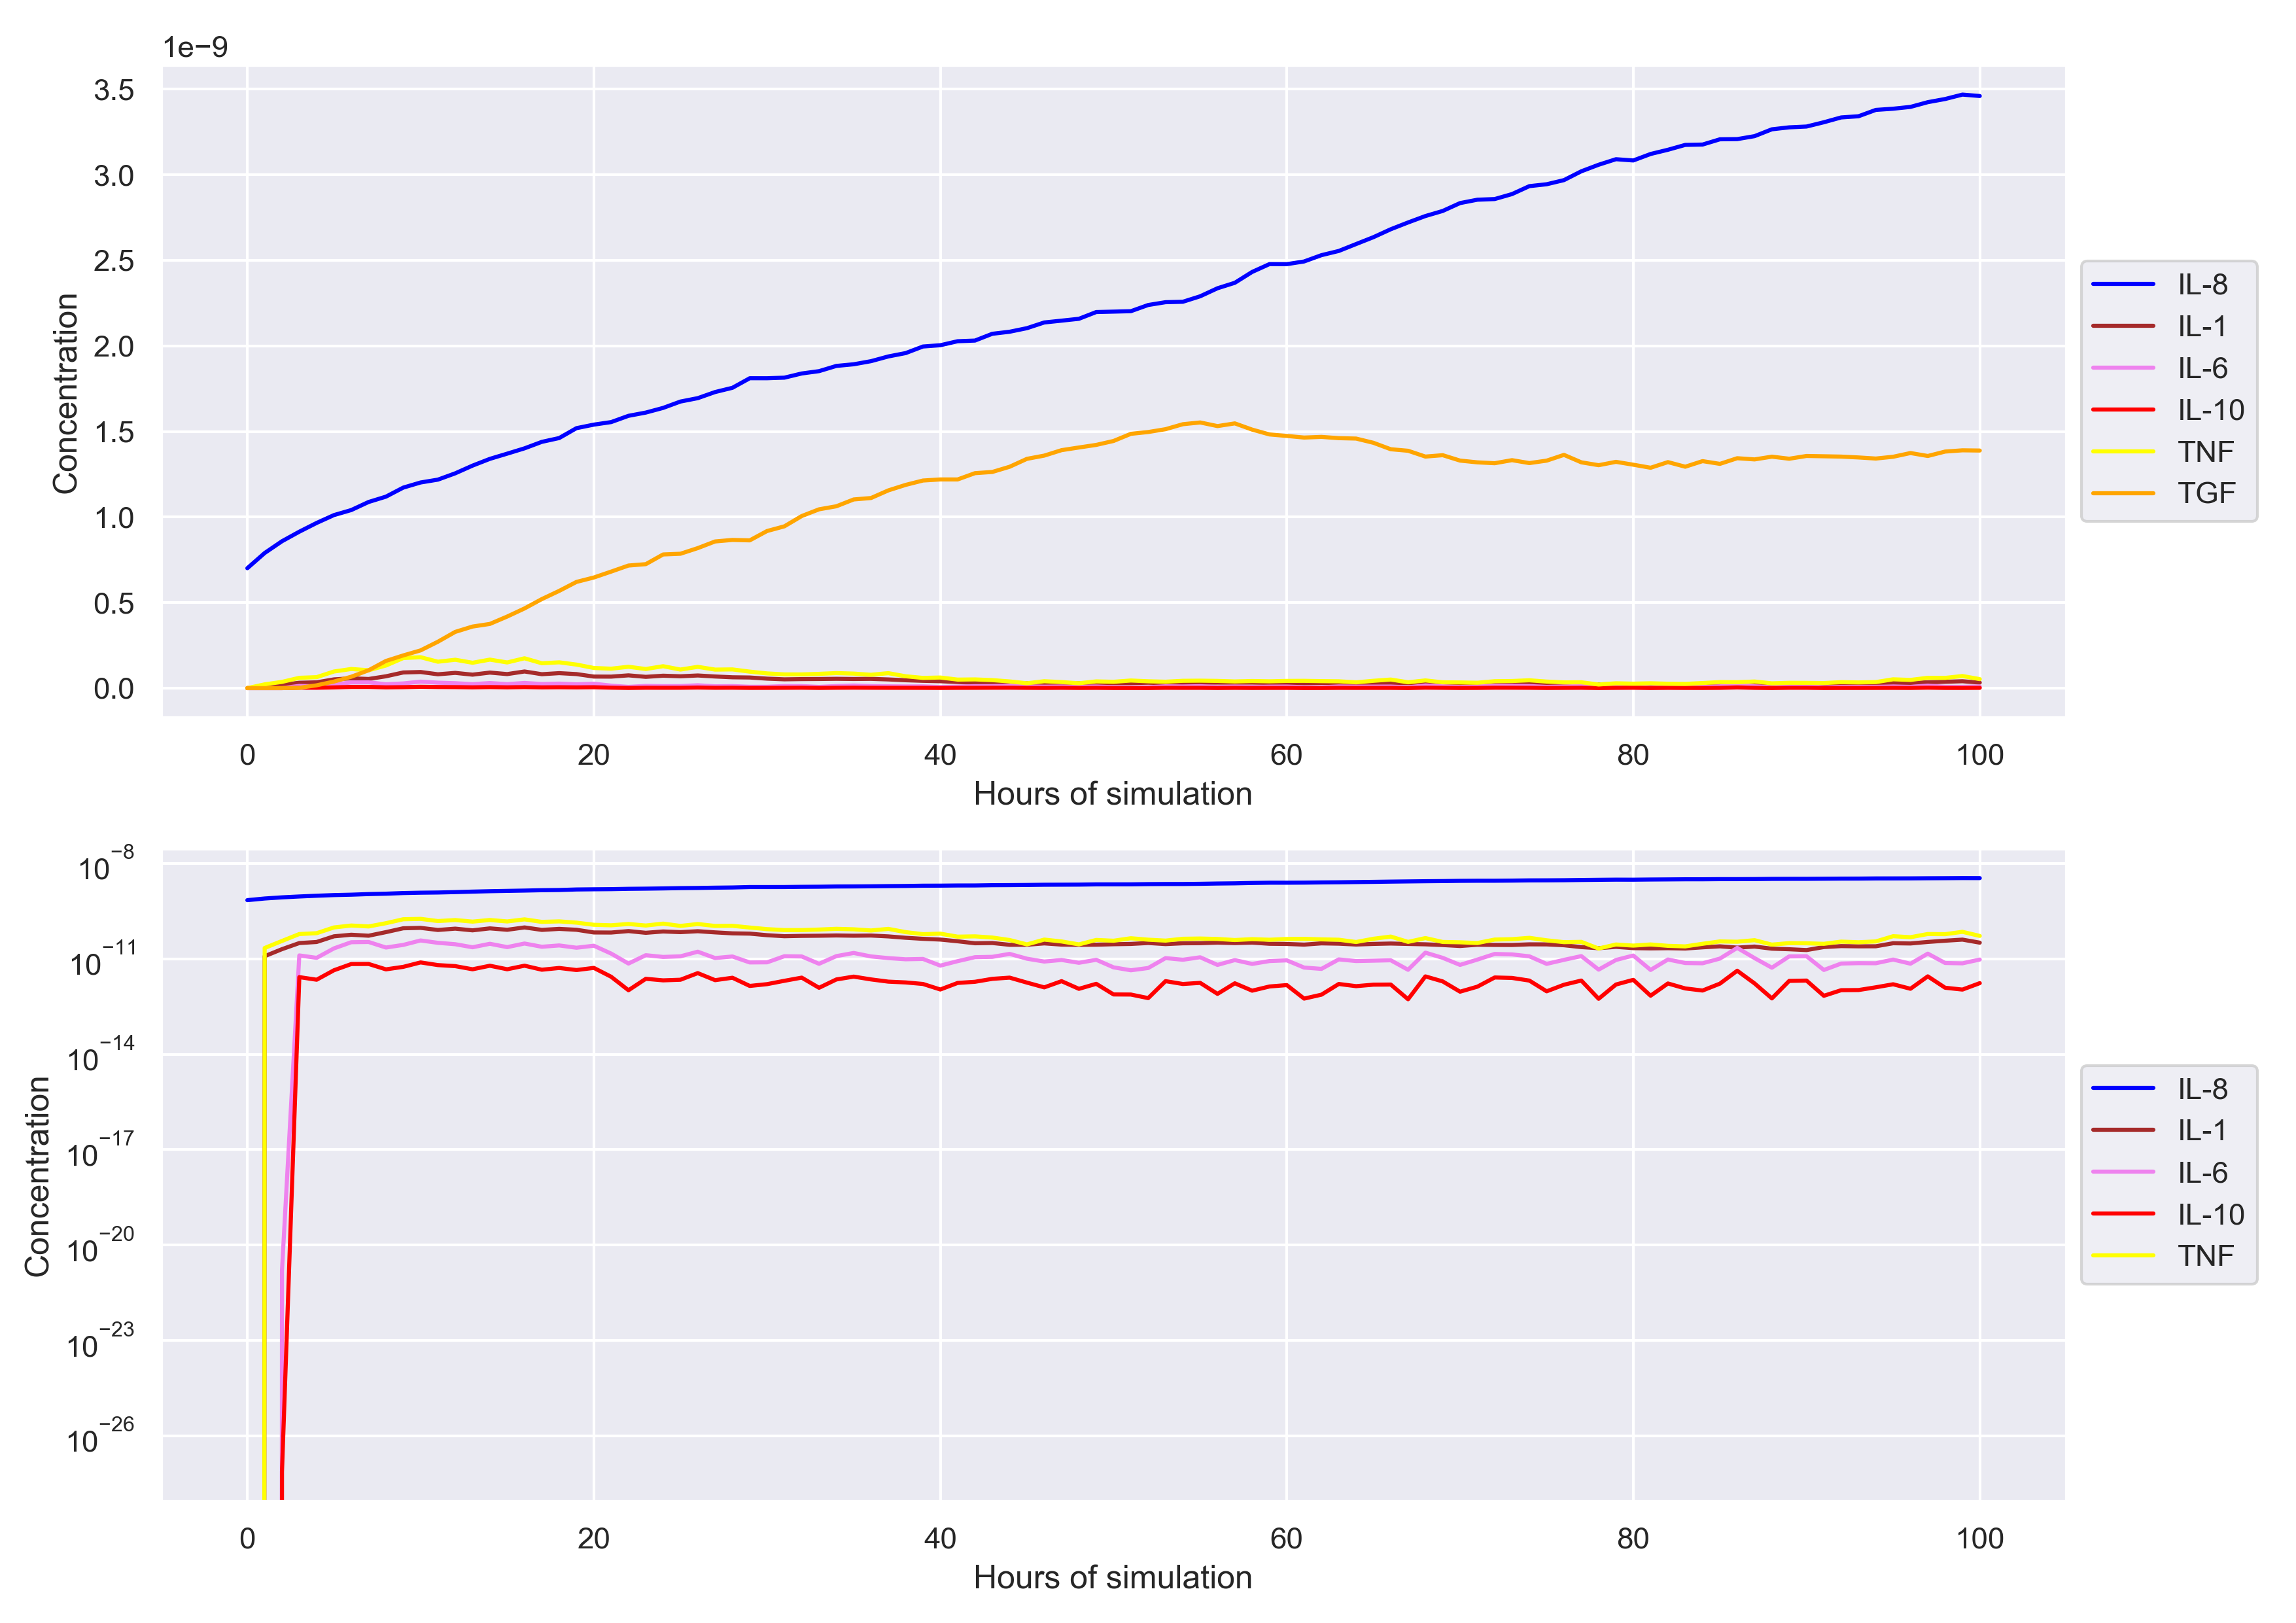 1e−9
3.5
3.0
2.5
2.0
1.5
1.0
0.5
0.0
Concentration
0 20 40 60 80 100
Hours of simulation
IL-8
IL-1
IL-6
IL-10
TNF
TGF
10−8
10−11
10−14
10−17
10−20
10−23
10−26
Concentration
0 20 40 60 80 100
Hours of simulation
IL-8
IL-1
IL-6
IL-10
TNF